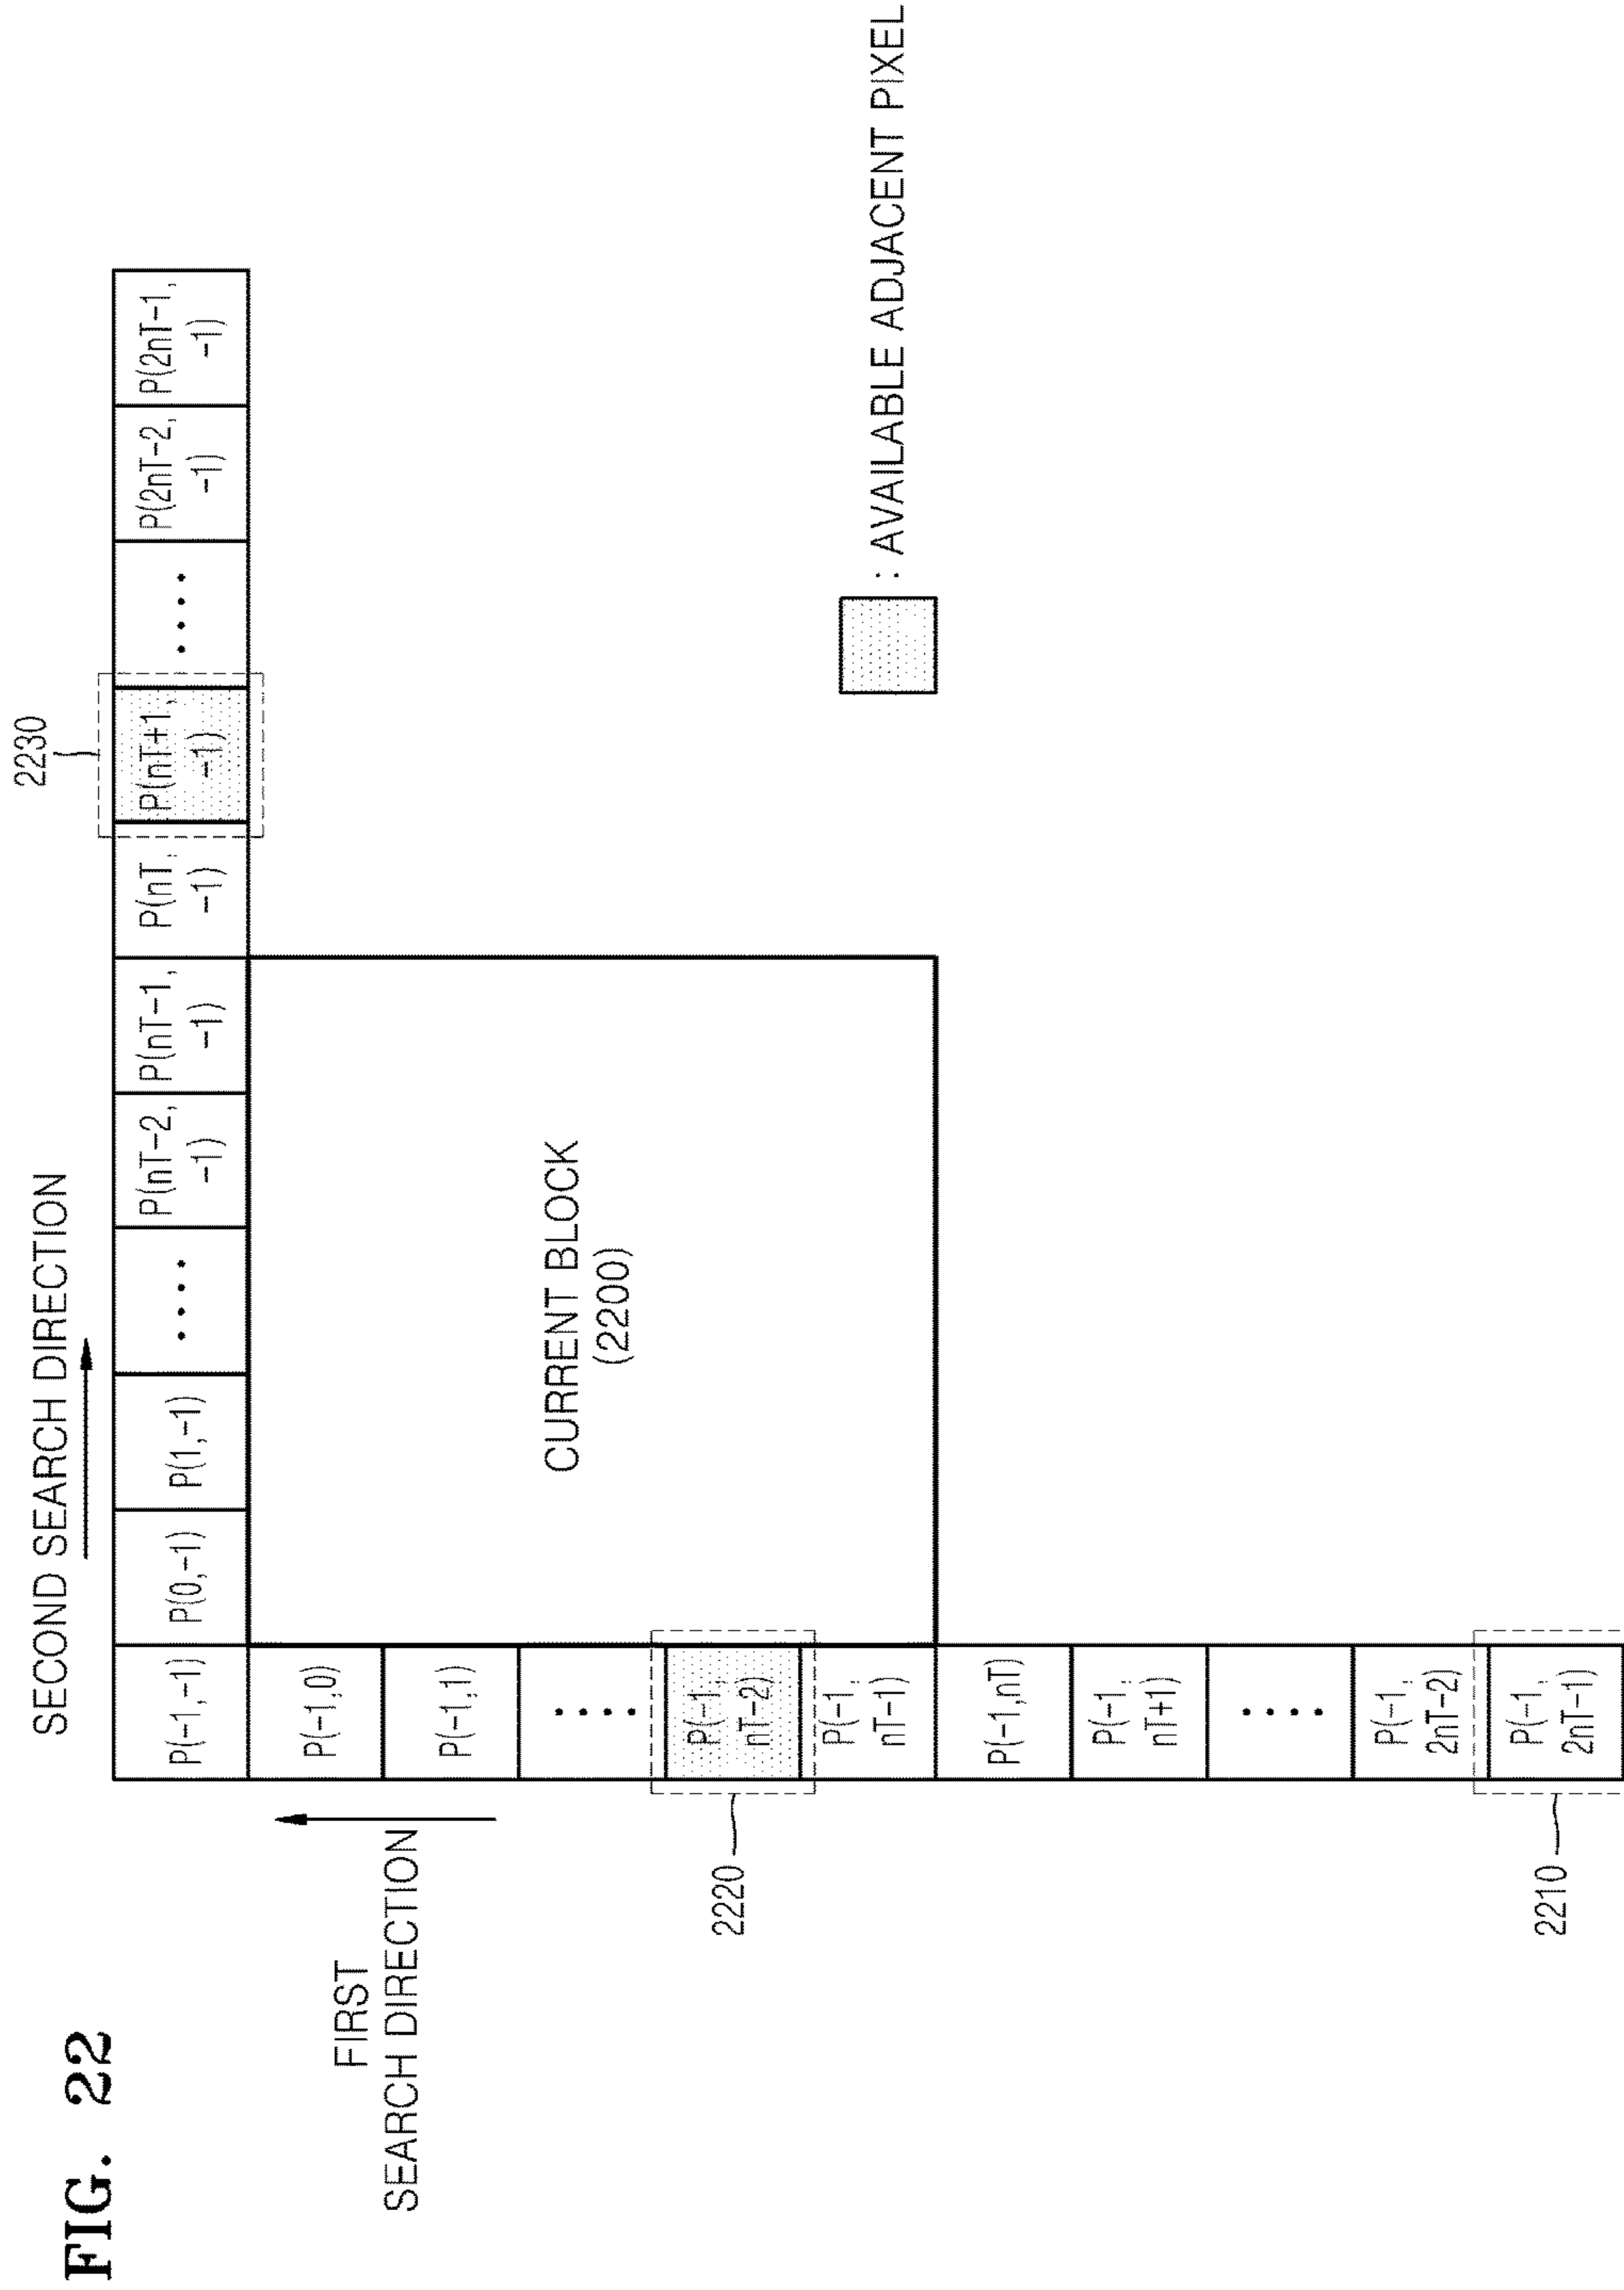 FIG. 22
SECOND SEARCH DIRECTION
2230
P(-1,-1)
P(0,-1)
P(1,-1)
....
P(nT-2,
-1)
P(nT-1,
-1)
P(nT,
-1)
P(nT+1,
-1)
....
P(2nT-2,
-1)
P(2nT-1,
-1)
FIRST
SEARCH DIRECTION
P(-1,0)
P(-1,1)
....
2220
P(-1,
nT-2)
P(-1,
nT-1)
P(-1,nT)
P(-1,
nT+1)
....
P(-1,
2nT-2)
2210
P(-1,
2nT-1)
CURRENT BLOCK
(2200)
: AVAILABLE ADJACENT PIXEL